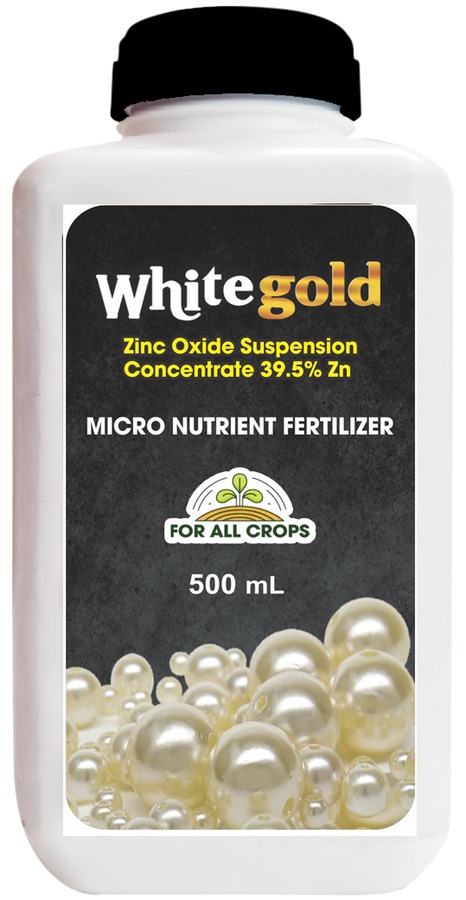 Whitegold
Zinc Oxide Suspension
Concentrate 39.5% Zn
MICRO NUTRIENT FERTILIZER
FOR ALL CROPS
500 mL